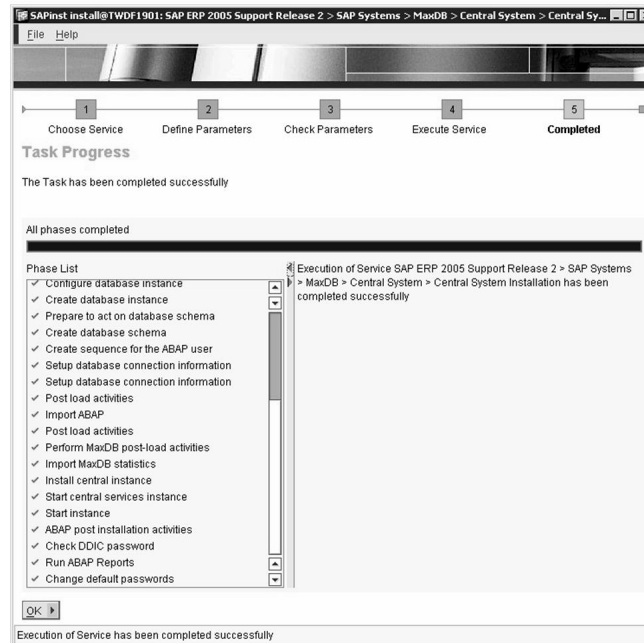 SAPinst install@TWDF1901: SAP ERP 2005 Support Release 2 > SAP Systems > MaxDB > Central System > Central Sy...
File Help
1 2 3 4 5
Choose Service Define Parameters Check Parameters Execute Service Completed
Task Progress
The Task has been completed successfully
All phases completed
Phase List
Configure database instance
Create database instance
Prepare to act on database schema
Create database schema
Create sequence for the ABAP user
Setup database connection information
Setup database connection information
Post load activities
Import ABAP
Post load activities
Perform MaxDB post-load activities
Import MaxDB statistics
Install central instance
Start central services instance
Start instance
ABAP post installation activities
Check DDIC password
Run ABAP Reports
Change default passwords
Execution of Service SAP ERP 2005 Support Release 2 > SAP Systems
> MaxDB > Central System > Central System Installation has been
completed successfully
OK
Execution of Service has been completed successfully